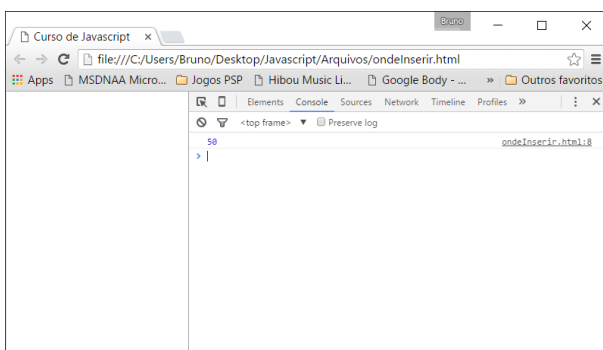 Bruno
Curso de Javascript
file:///C:/Users/Bruno/Desktop/Javascript/Arquivos/ondeInserir.html
Apps MSDNAA Micro... Jogos PSP Hibou Music Li... Google Body - ... » Outros favoritos
Elements Console Sources Network Timeline Profiles »
<top frame> ▼ Preserve log
50 ondeInserir.html:8
>